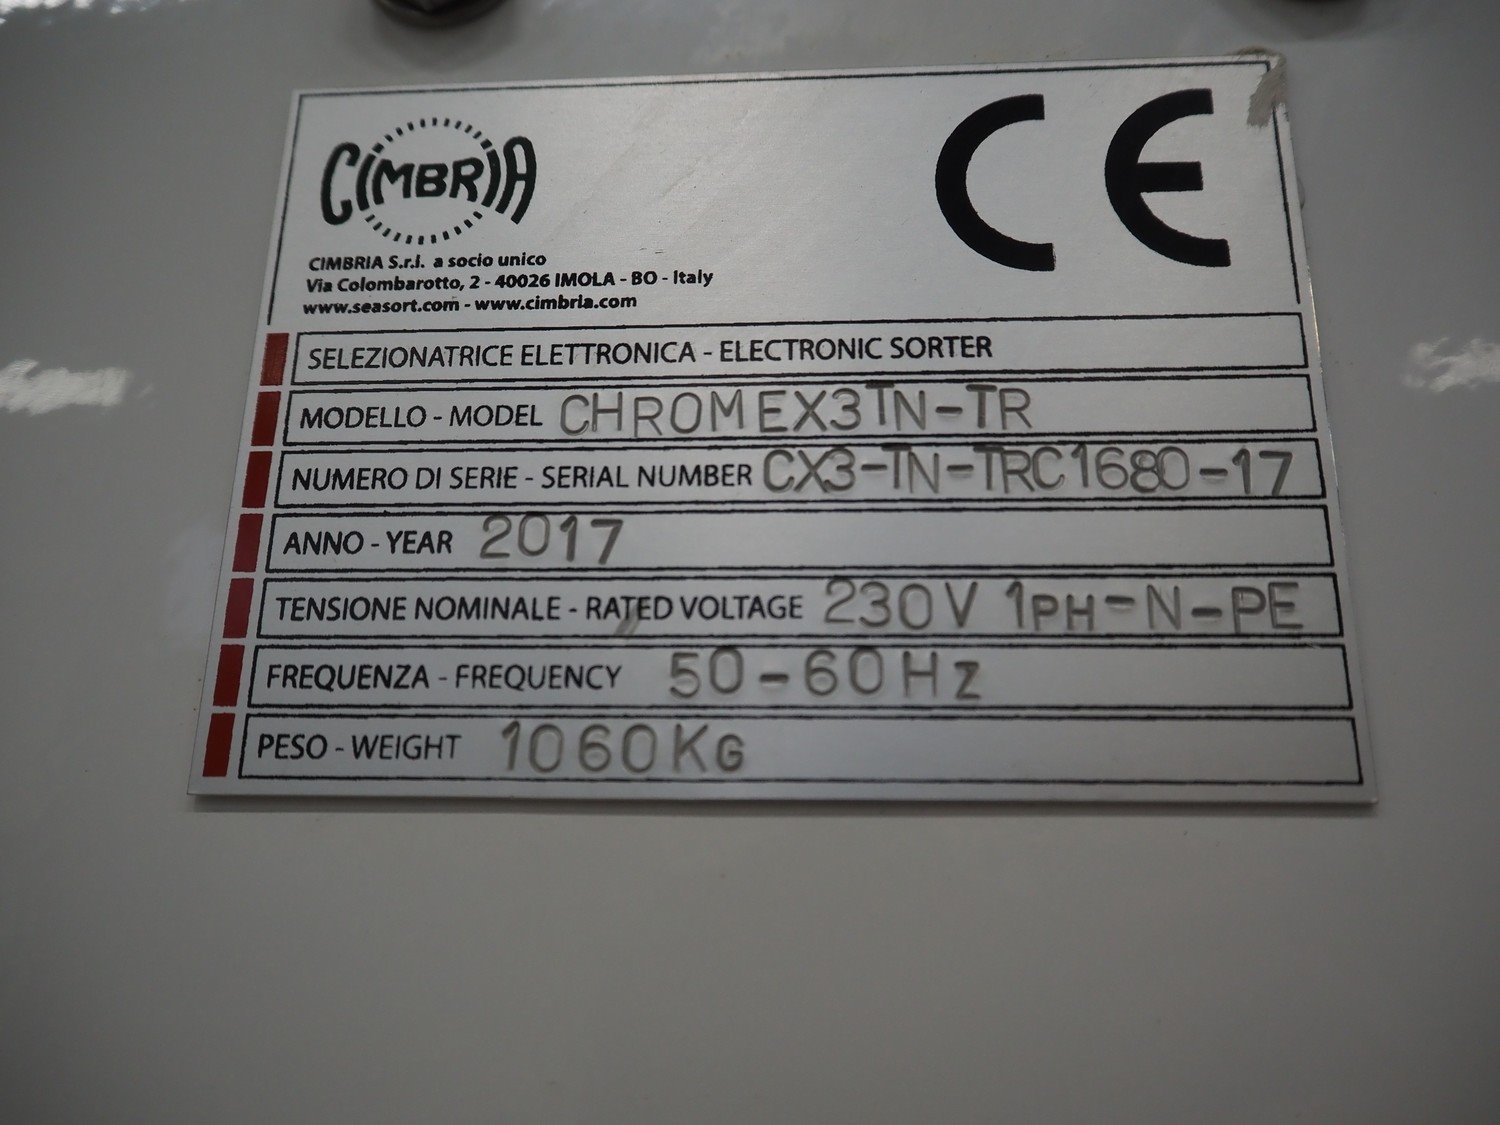 CIMBRIA
CE
CIMBRIA S.r.l. a socio unico
Via Colombarotto, 2 - 40026 IMOLA - BO - Italy
www.seasort.com - www.cimbria.com
SELEZIONATRICE ELETTRONICA - ELECTRONIC SORTER
MODELLO - MODEL CHROMEX3TN-TR
NUMERO DI SERIE - SERIAL NUMBER CX3-TN-TRC1680-17
ANNO - YEAR 2017
TENSIONE NOMINALE - RATED VOLTAGE 230V 1PH-N-PE
FREQUENZA - FREQUENCY 50-60Hz
PESO - WEIGHT 1060KG